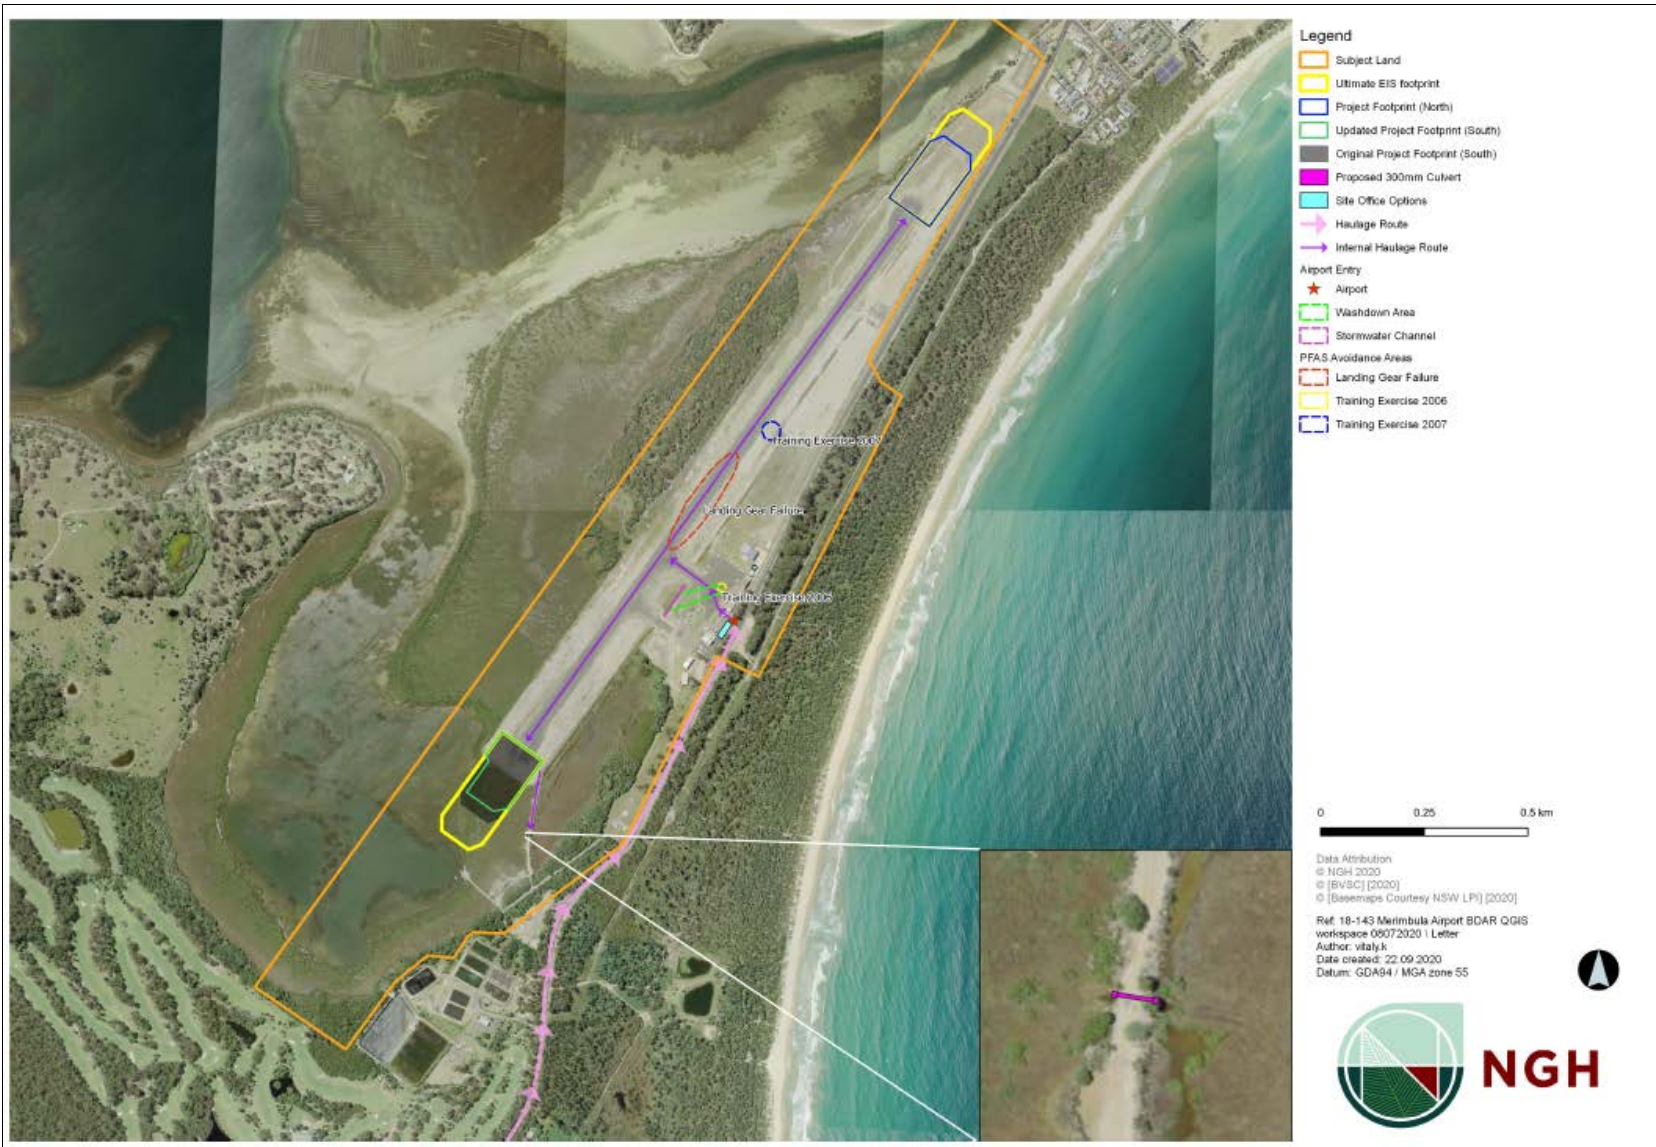 Legend
Subject Land
Ultimate EIS footprint
Project Footprint (North)
Updated Project Footprint (South)
Original Project Footprint (South)
Proposed 300mm Culvert
Site Office Options
Haulage Route
Internal Haulage Route
Airport Entry
Airport
Washdown Area
Stormwater Channel
PFAS Avoidance Areas
Landing Gear Failure
Training Exercise 2006
Training Exercise 2007
Training Exercise 2007
Landing Gear Failure
Training Exercise 2006
0 0.25 0.5 km
Data Attribution
© NGH 2020
© [BVSC] [2020]
© [Basemaps Courtesy NSW LPI] [2020]
Ref: 18-143 Merimbula Airport BDAR QGIS
workspace 08072020 \ Letter
Author: vitaly.k
Date created: 22.09.2020
Datum: GDA94 / MGA zone 55
NGH